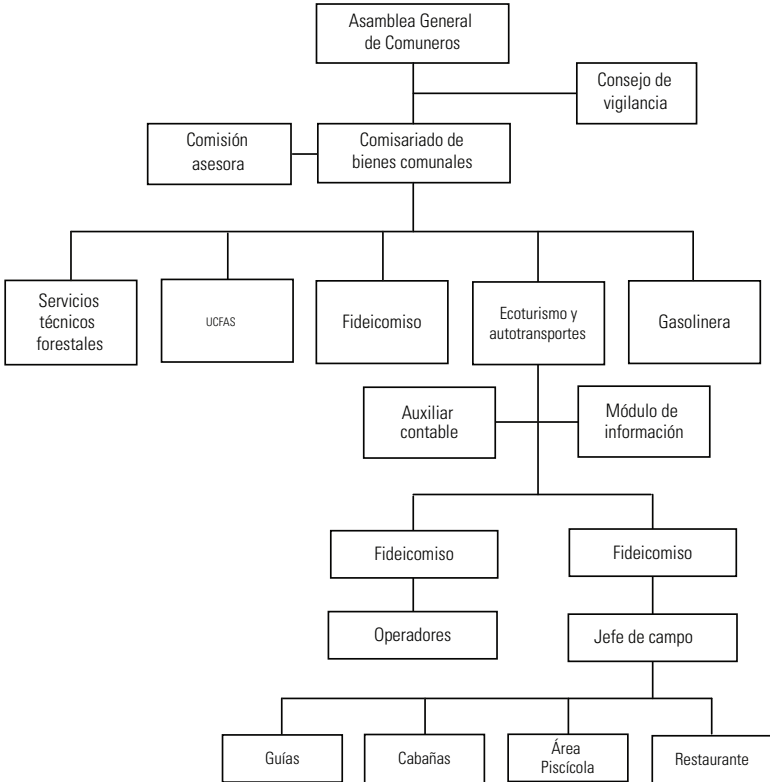 Asamblea General
de Comuneros
Consejo de
vigilancia
Comisión
asesora
Comisariado de
bienes comunales
Servicios
técnicos
forestales
UCFAS
Fideicomiso
Ecoturismo y
autotransportes
Gasolinera
Auxiliar
contable
Módulo de
información
Fideicomiso
Fideicomiso
Operadores
Jefe de campo
Guías
Cabañas
Área
Piscícola
Restaurante